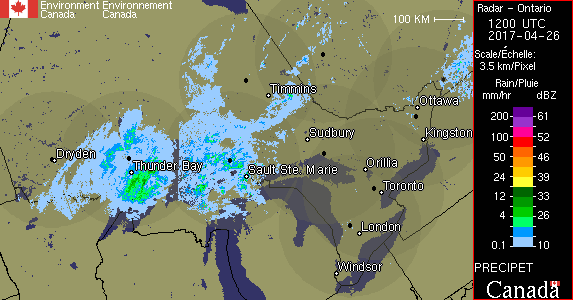 Environment Environnement
Canada Canada
100 KM
Timmins
Ottawa
Sudbury
Kingston
Dryden
Thunder Bay
Sault Ste. Marie
Orillia
Toronto
London
Windsor
Radar - Ontario
1200 UTC
2017-04-26
Scale/Échelle:
3.5 km/Pixel
Rain/Pluie
mm/hr dBZ
200 61
100 52
50 46
24 39
12 33
4 26
0.1 10
PRECIPET
Canada